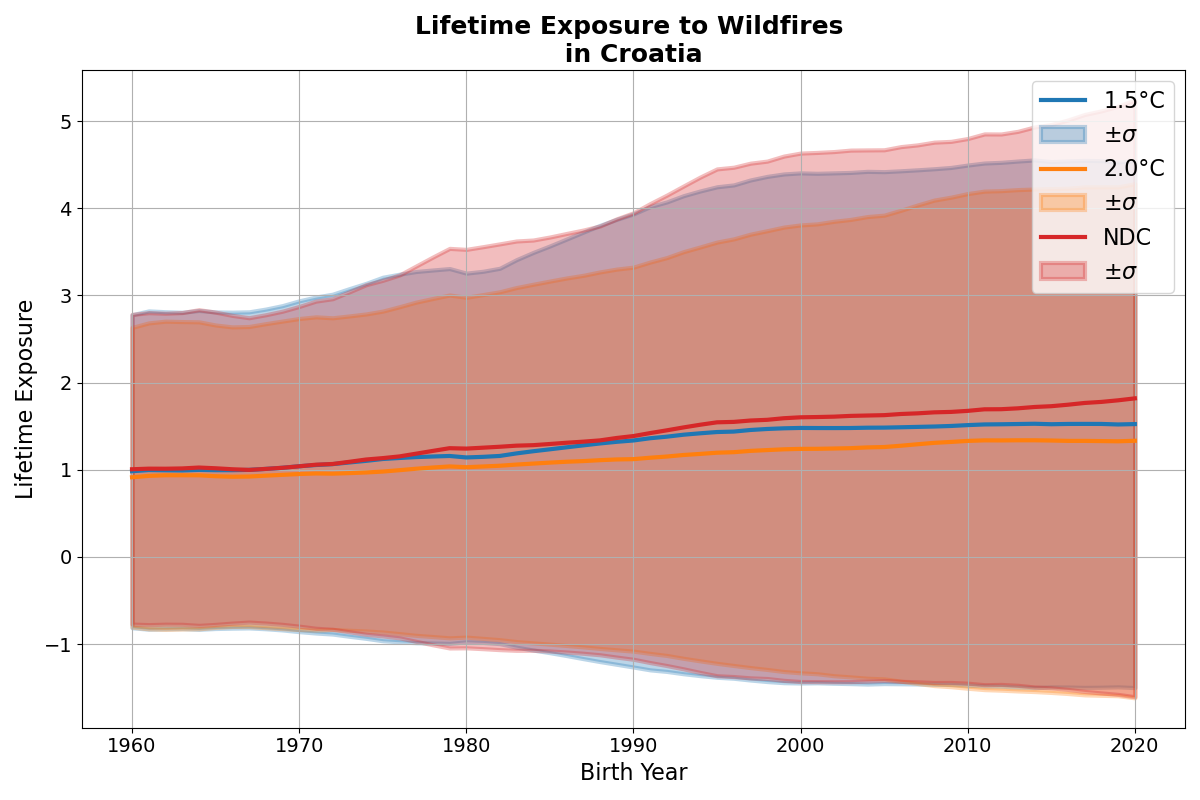 Lifetime Exposure to Wildfires
in Croatia
Lifetime Exposure
5
4
3
2
1
0
−1
1960
1970
1980
1990
2000
2010
2020
Birth Year
1.5°C
±σ
2.0°C
±σ
NDC
±σ